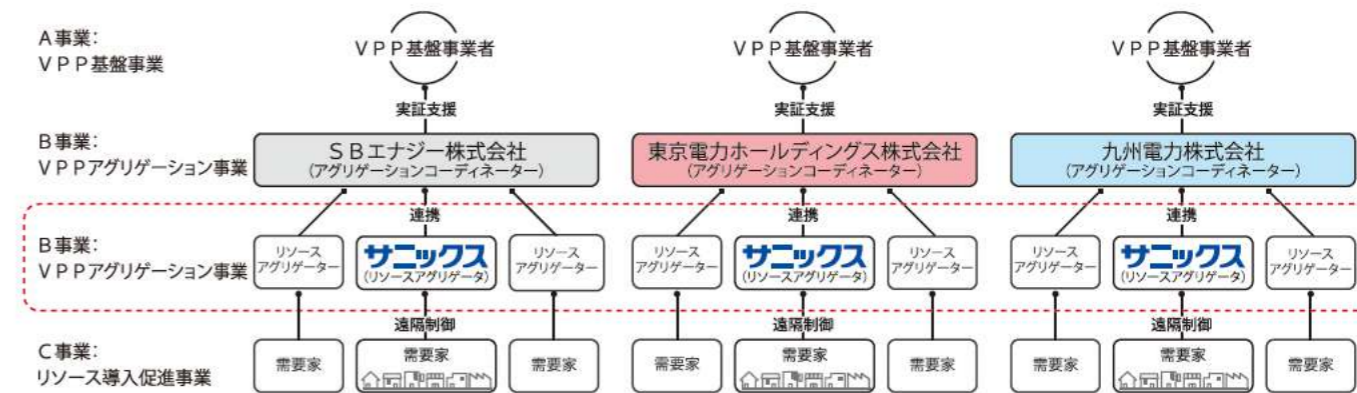 A事業:
VPP基盤事業
VPP基盤事業者
VPP基盤事業者
VPP基盤事業者
実証支援
実証支援
実証支援
B事業:
VPPアグリゲーション事業
SBエナジー株式会社
(アグリゲーションコーディネーター)
東京電力ホールディングス株式会社
(アグリゲーションコーディネーター)
九州電力株式会社
(アグリゲーションコーディネーター)
連携
連携
連携
B事業:
VPPアグリゲーション事業
リソース
アグリゲーター
サニックス
(リソースアグリゲータ)
リソース
アグリゲーター
リソース
アグリゲーター
サニックス
(リソースアグリゲータ)
リソース
アグリゲーター
リソース
アグリゲーター
サニックス
(リソースアグリゲータ)
リソース
アグリゲーター
遠隔制御
遠隔制御
遠隔制御
C事業:
リソース導入促進事業
需要家
需要家
需要家
需要家
需要家
需要家
需要家
需要家
需要家